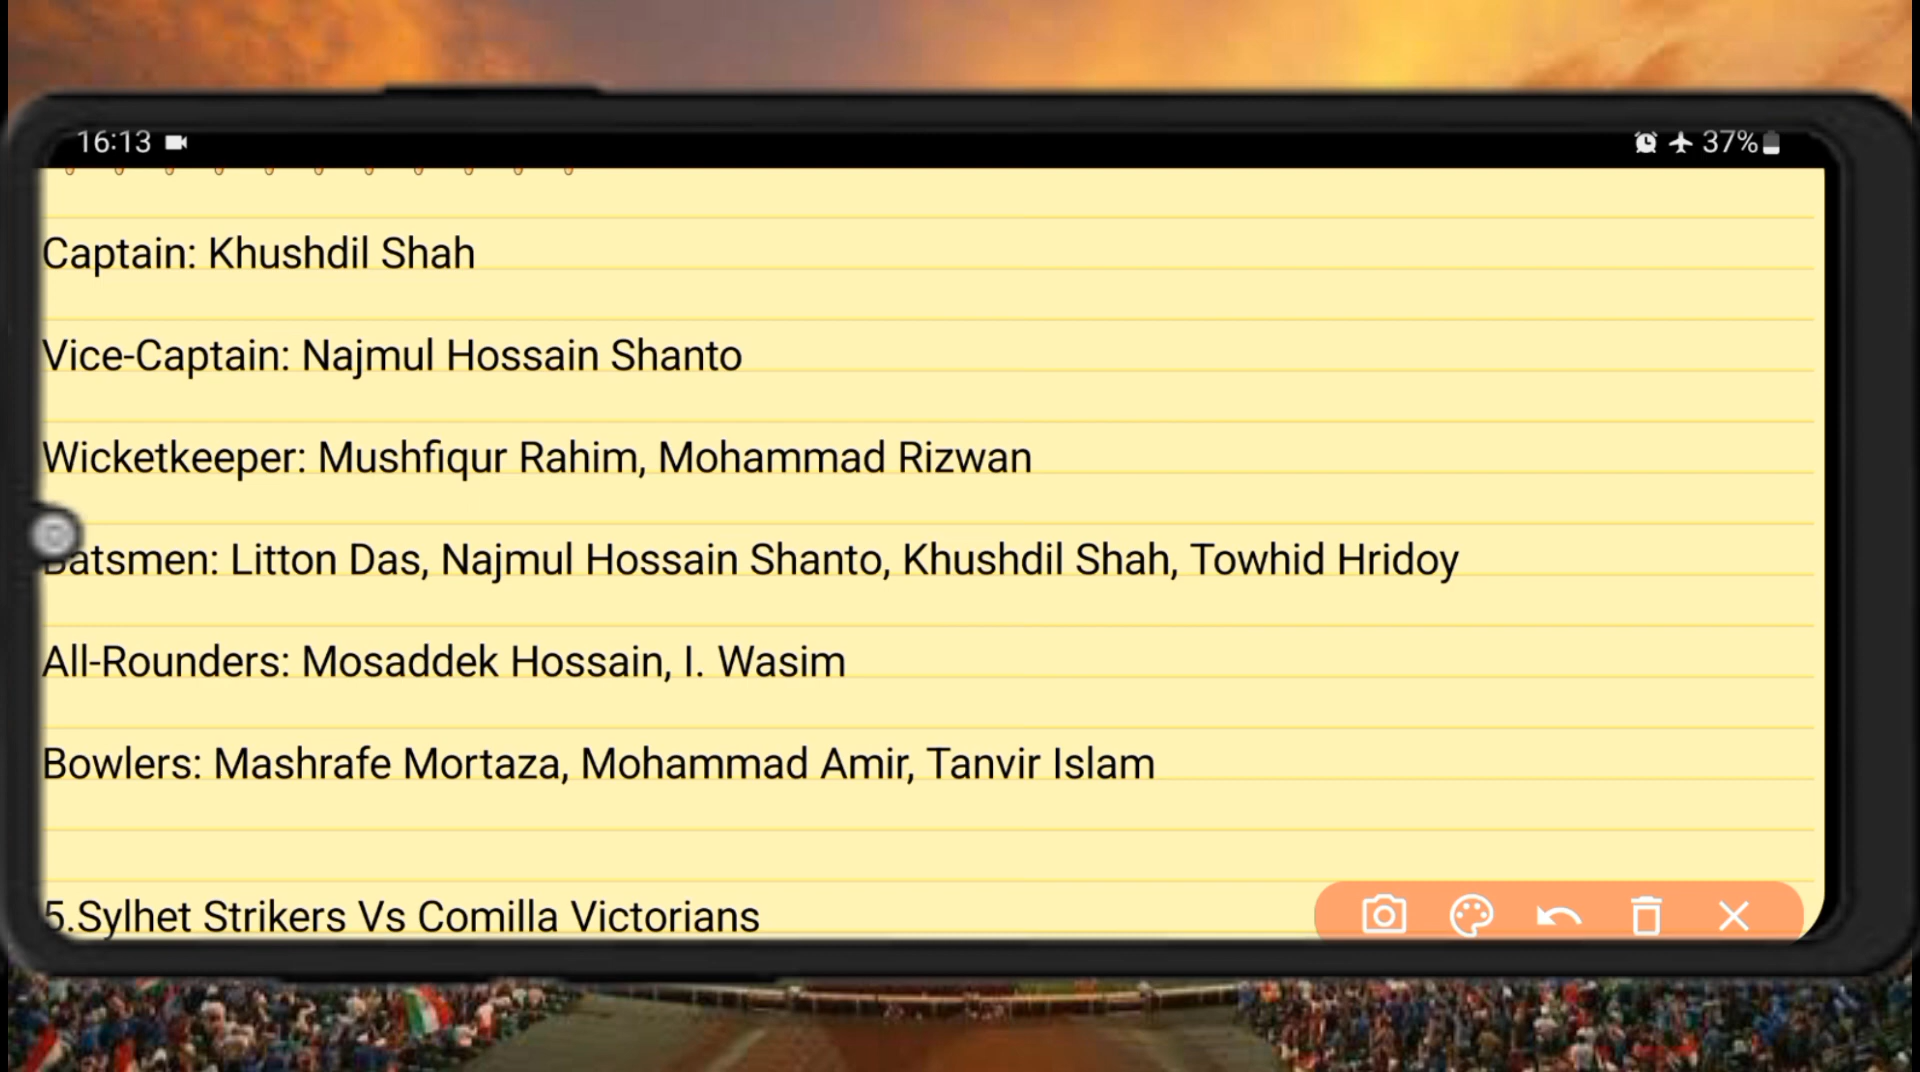 16:13
37%
Captain: Khushdil Shah
Vice-Captain: Najmul Hossain Shanto
Wicketkeeper: Mushfiqur Rahim, Mohammad Rizwan
Batsmen: Litton Das, Najmul Hossain Shanto, Khushdil Shah, Towhid Hridoy
All-Rounders: Mosaddek Hossain, I. Wasim
Bowlers: Mashrafe Mortaza, Mohammad Amir, Tanvir Islam
5.Sylhet Strikers Vs Comilla Victorians